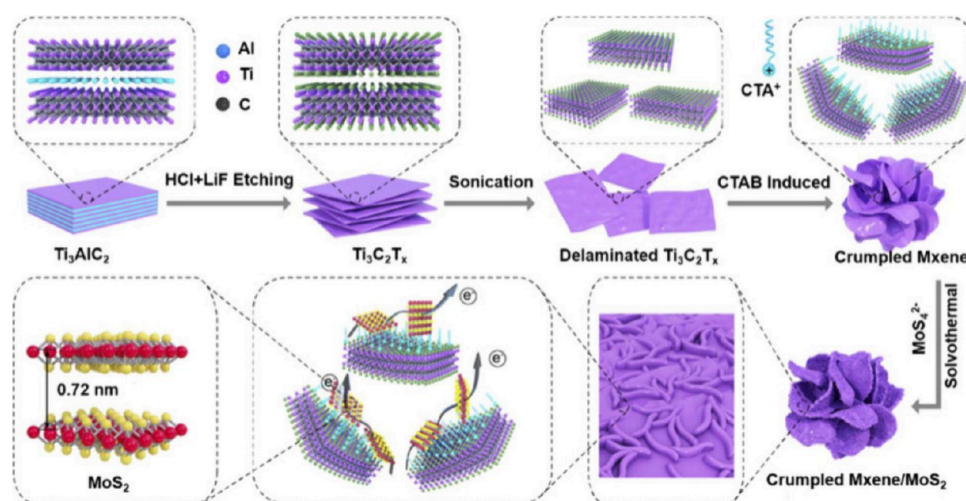 Al
Ti
C
CTA⁺
HCl+LiF Etching
Sonication
CTAB Induced
Ti₃AlC₂
Ti₃C₂Tₓ
Delaminated Ti₃C₂Tₓ
Crumpled Mxene
MoS₄²⁻
Solvothermal
e⁻
e⁻
e⁻
0.72 nm
MoS₂
Crumpled Mxene/MoS₂